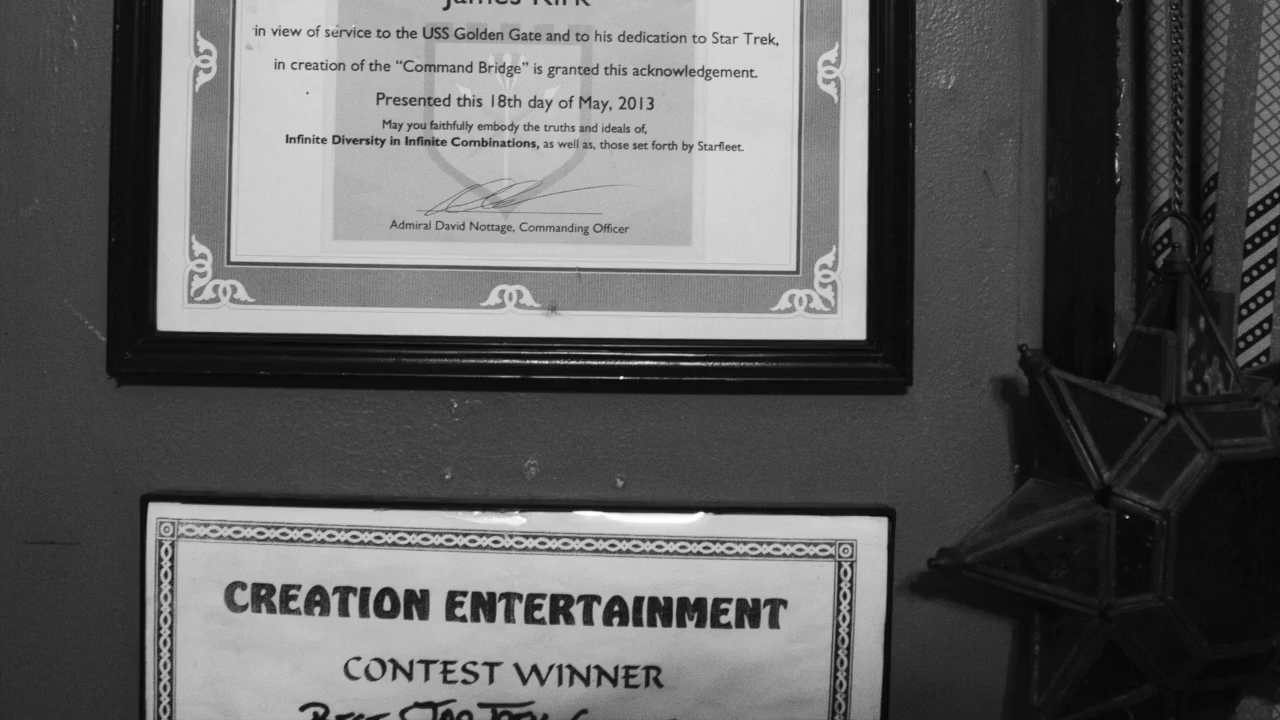 James Kirk
in view of service to the USS Golden Gate and to his dedication to Star Trek,
in creation of the “Command Bridge” is granted this acknowledgement.
Presented this 18th day of May, 2013
May you faithfully embody the truths and ideals of,
Infinite Diversity in Infinite Combinations, as well as, those set forth by Starfleet.
Admiral David Nottage, Commanding Officer
CREATION ENTERTAINMENT
CONTEST WINNER
Best Star Trek